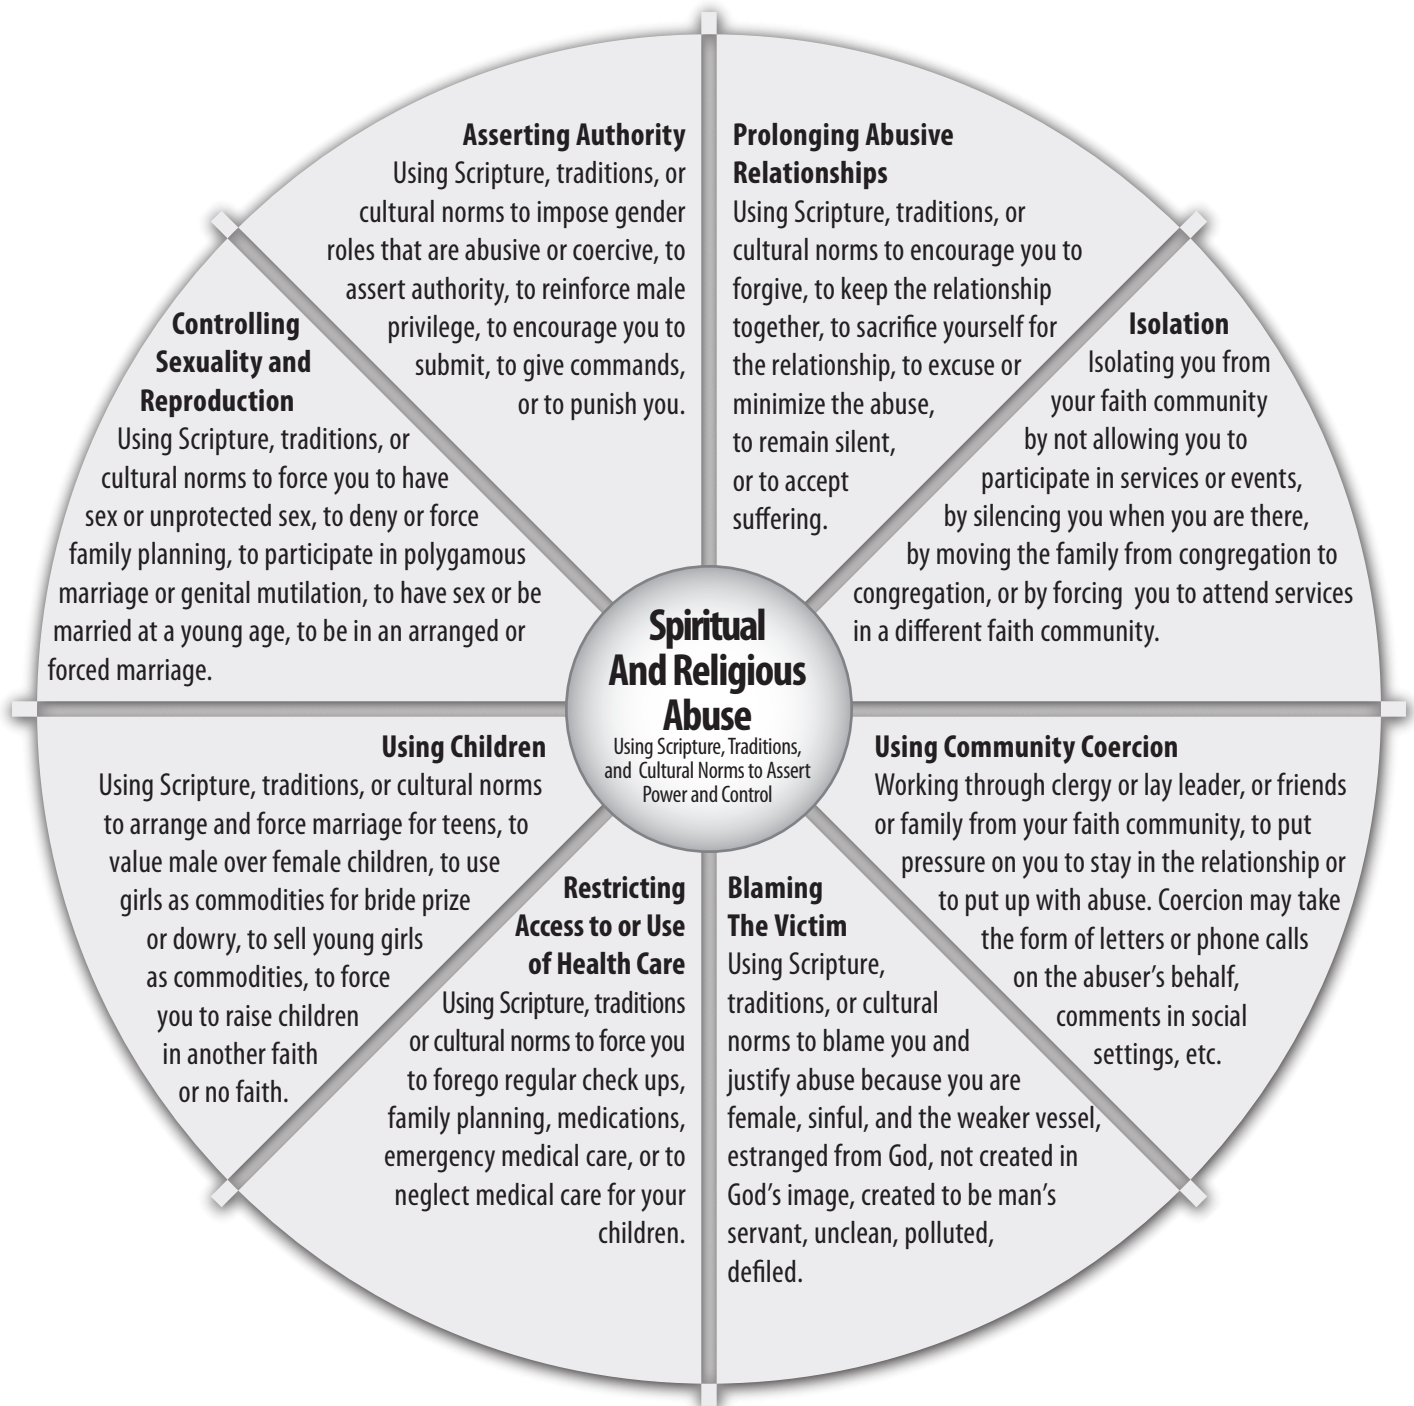 Asserting Authority
Using Scripture, traditions, or
cultural norms to impose gender
roles that are abusive or coercive, to
assert authority, to reinforce male
privilege, to encourage you to
submit, to give commands,
or to punish you.
Prolonging Abusive
Relationships
Using Scripture, traditions, or
cultural norms to encourage you to
forgive, to keep the relationship
together, to sacrifice yourself for
the relationship, to excuse or
minimize the abuse,
to remain silent,
or to accept
suffering.
Isolation
Isolating you from
your faith community
by not allowing you to
participate in services or events,
by silencing you when you are there,
by moving the family from congregation to
congregation, or by forcing you to attend services
in a different faith community.
Using Community Coercion
Working through clergy or lay leader, or friends
or family from your faith community, to put
pressure on you to stay in the relationship or
to put up with abuse. Coercion may take
the form of letters or phone calls
on the abuser's behalf,
comments in social
settings, etc.
Blaming
The Victim
Using Scripture,
traditions, or cultural
norms to blame you and
justify abuse because you are
female, sinful, and the weaker vessel,
estranged from God, not created in
God's image, created to be man's
servant, unclean, polluted,
defiled.
Restricting
Access to or Use
of Health Care
Using Scripture, traditions
or cultural norms to force you
to forego regular check ups,
family planning, medications,
emergency medical care, or to
neglect medical care for your
children.
Using Children
Using Scripture, traditions, or cultural norms
to arrange and force marriage for teens, to
value male over female children, to use
girls as commodities for bride prize
or dowry, to sell young girls
as commodities, to force
you to raise children
in another faith
or no faith.
Controlling
Sexuality and
Reproduction
Using Scripture, traditions, or
cultural norms to force you to have
sex or unprotected sex, to deny or force
family planning, to participate in polygamous
marriage or genital mutilation, to have sex or be
married at a young age, to be in an arranged or
forced marriage.
Spiritual
And Religious
Abuse
Using Scripture, Traditions,
and Cultural Norms to Assert
Power and Control